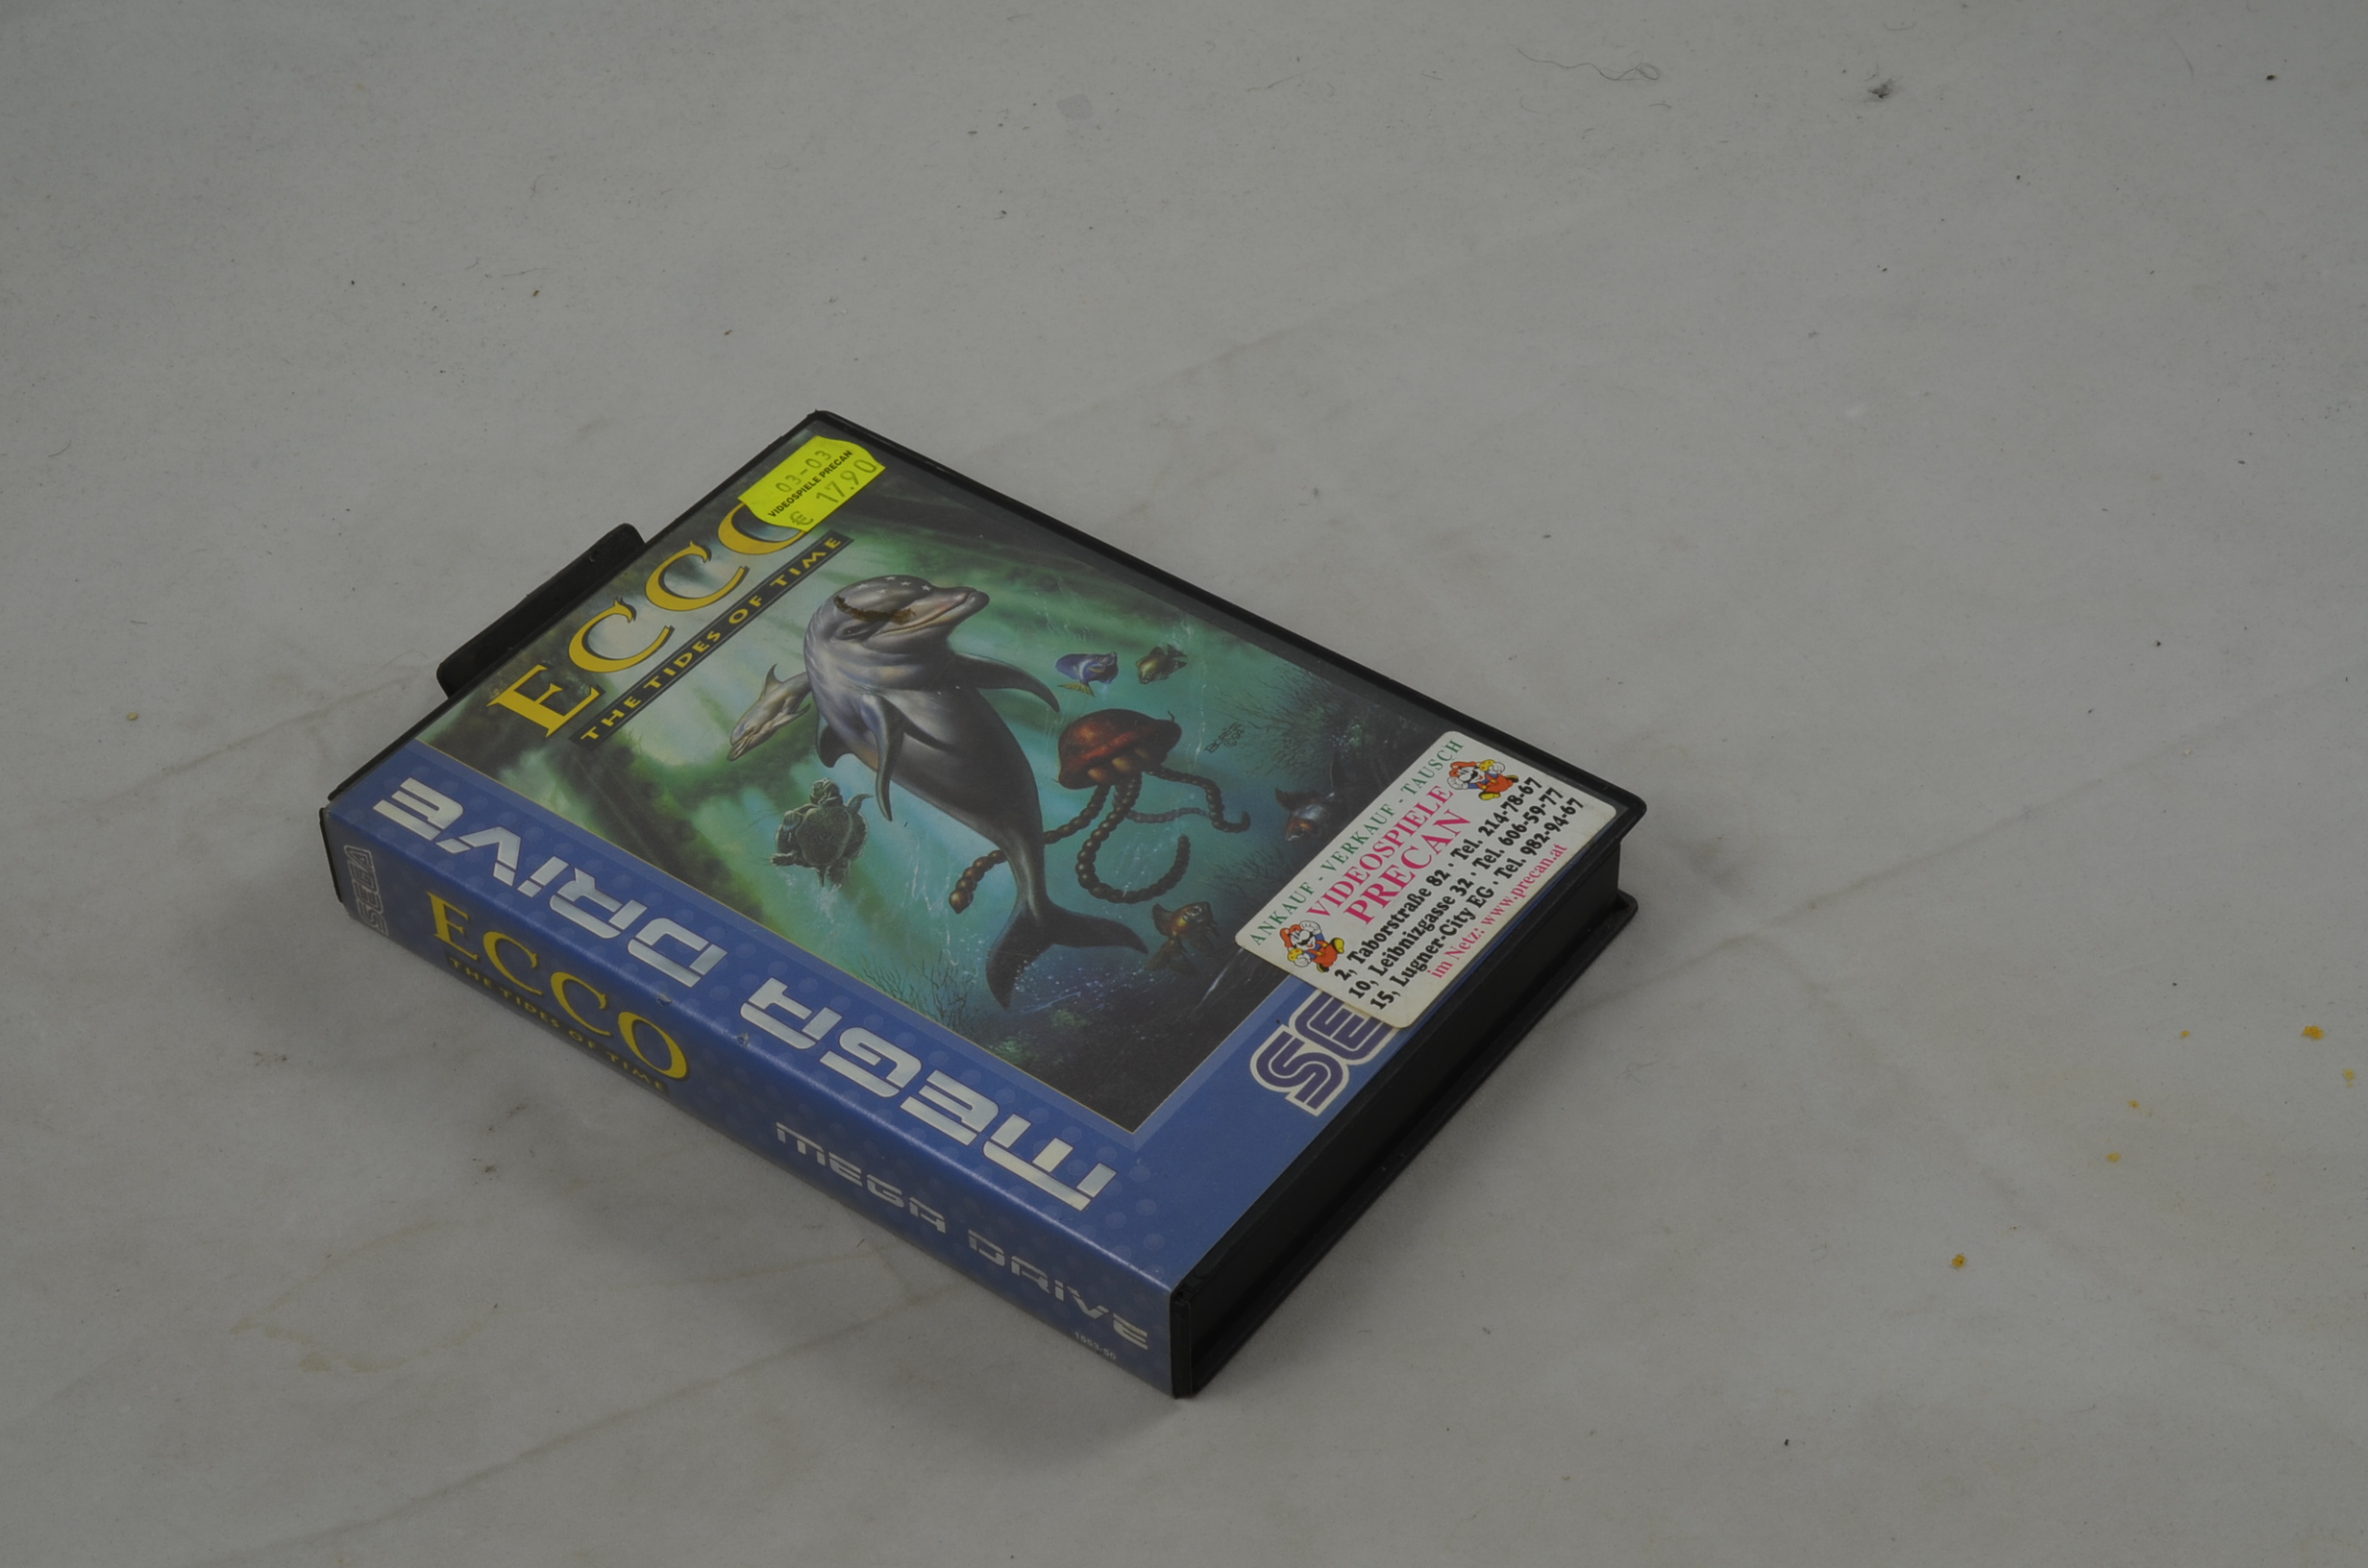 03-03
VIDEOSPIELE PRECAN
€ 17.90
ECCO
THE TIDES OF TIME
MEGA DRIVE
ANKAUF - VERKAUF - TAUSCH
VIDEOSPIELE
PRECAN
2, Taborstraße 82 · Tel. 214-78-67
10, Leibnizgasse 32 · Tel. 606-59-77
15, Lugner-City EG · Tel. 982-94-67
im Netz: www.precan.at
SE
SEGA
ECCO
THE TIDES OF TIME
MEGA DRIVE